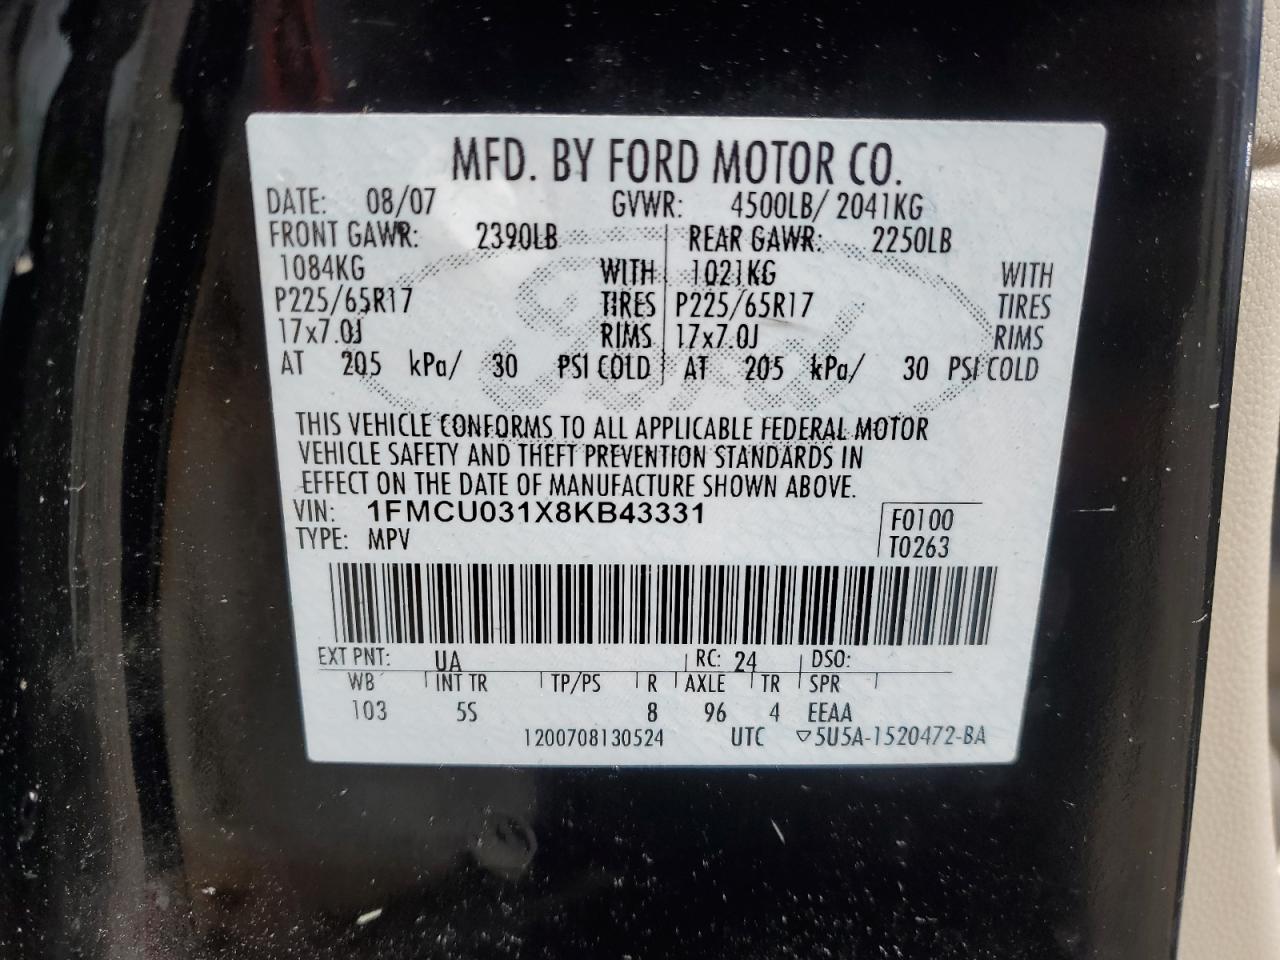 MFD. BY FORD MOTOR CO.
DATE: 08/07 GVWR: 4500LB/ 2041KG
FRONT GAWR: 2390LB REAR GAWR: 2250LB
1084KG WITH 1021KG WITH
P225/65R17 TIRES P225/65R17 TIRES
17x7.0J RIMS 17x7.0J RIMS
AT 205 kPa/ 30 PSI COLD AT 205 kPa/ 30 PSI COLD
THIS VEHICLE CONFORMS TO ALL APPLICABLE FEDERAL MOTOR
VEHICLE SAFETY AND THEFT PREVENTION STANDARDS IN
EFFECT ON THE DATE OF MANUFACTURE SHOWN ABOVE.
VIN: 1FMCU031X8KB43331 F0100
TYPE: MPV T0263
EXT PNT: UA RC: 24 DSO:
WB INT TR TP/PS R AXLE TR SPR
103 5S 8 96 4 EEAA
1200708130524 UTC ▽5U5A-1520472-BA
Ford